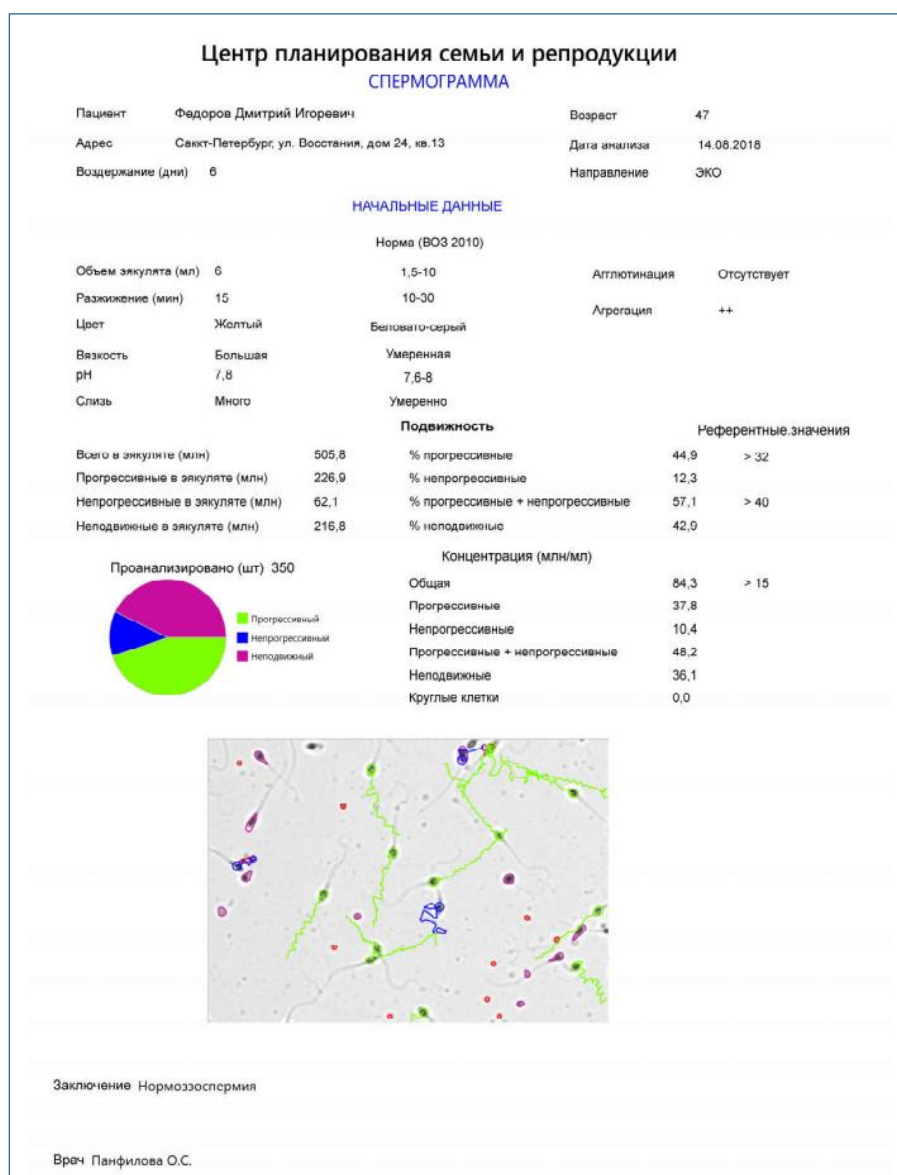 Центр планирования семьи и репродукции
СПЕРМОГРАММА
Пациент Федоров Дмитрий Игоревич Возраст 47
Адрес Санкт-Петербург, ул. Восстания, дом 24, кв.13 Дата анализа 14.08.2018
Воздержание (дни) 6 Направление ЭКО
НАЧАЛЬНЫЕ ДАННЫЕ
Норма (ВОЗ 2010)
Объем эякулята (мл) 6 1,5-10 Агглютинация Отсутствует
Разжижение (мин) 15 10-30
Агрегация ++
Цвет Желтый Беловато-серый
Вязкость Большая Умеренная
pH 7,8 7,6-8
Слизь Много Умеренно
Подвижность Референтные.значения
Всего в эякуляте (млн) 505,8 % прогрессивные 44,9 > 32
Прогрессивные в эякуляте (млн) 226,9 % непрогрессивные 12,3
Непрогрессивные в эякуляте (млн) 62,1 % прогрессивные + непрогрессивные 57,1 > 40
Неподвижные в эякуляте (млн) 216,8 % неподвижные 42,9
Концентрация (млн/мл)
Проанализировано (шт) 350
Общая 84,3 > 15
Прогрессивные 37,8
Непрогрессивные 10,4
Прогрессивные + непрогрессивные 48,2
Неподвижные 36,1
Круглые клетки 0,0
Прогрессивный
Непрогрессивный
Неподвижный
Заключение Нормозооспермия
Врач Панфилова О.С.